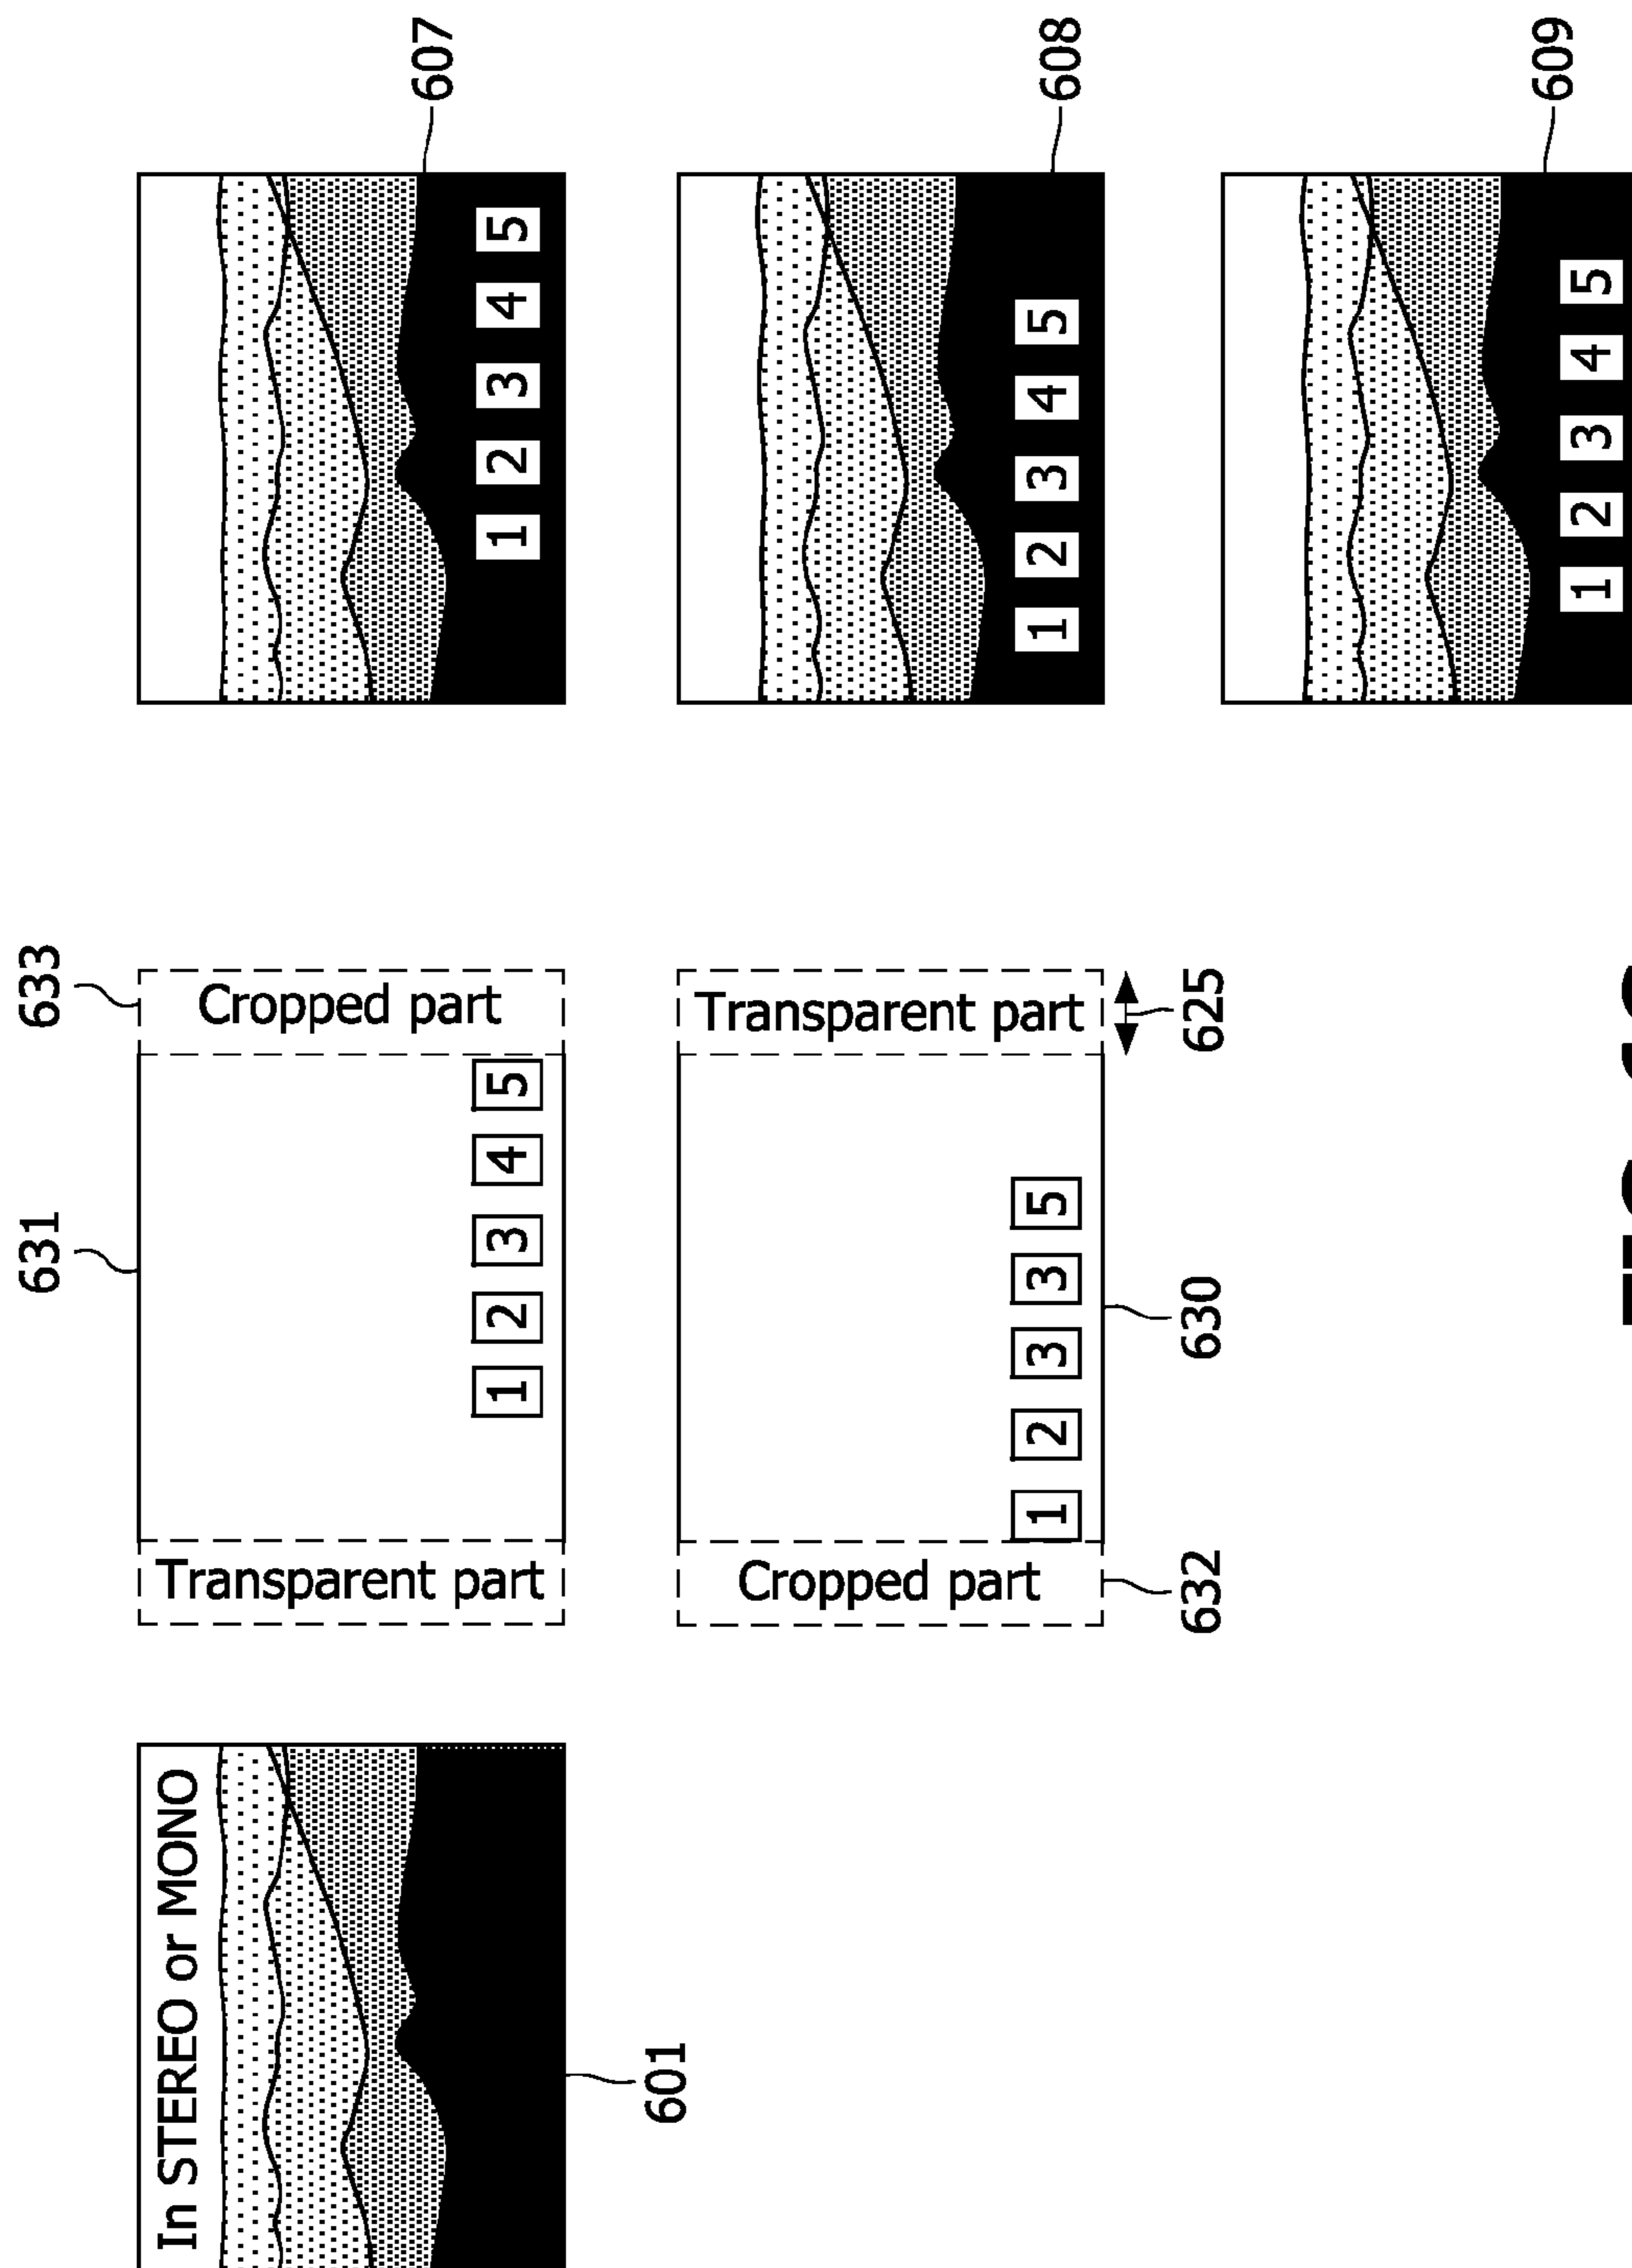 631
633
In STEREO or MONO
Transparent part
Cropped part
607
1 2 3 4 5
1 2 3 4 5
601
Cropped part
Transparent part
608
1 2 3 3 5
1 2 3 4 5
632
630
625
609
1 2 3 4 5